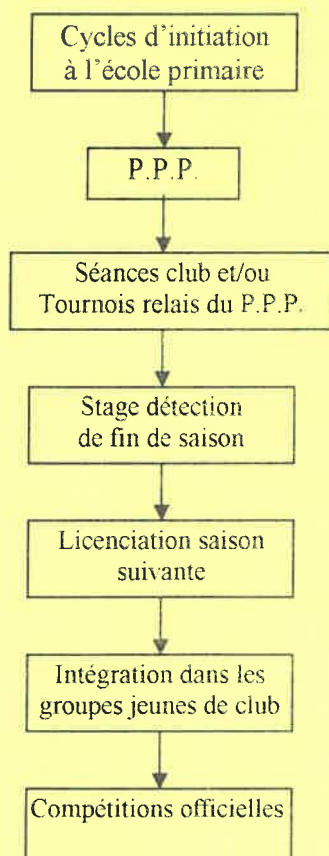 Cycles d'initiation
à l'école primaire
P.P.P.
Séances club et/ou
Tournois relais du P.P.P.
Stage détection
de fin de saison
Licenciation saison
suivante
Intégration dans les
groupes jeunes de club
Compétitions officielles